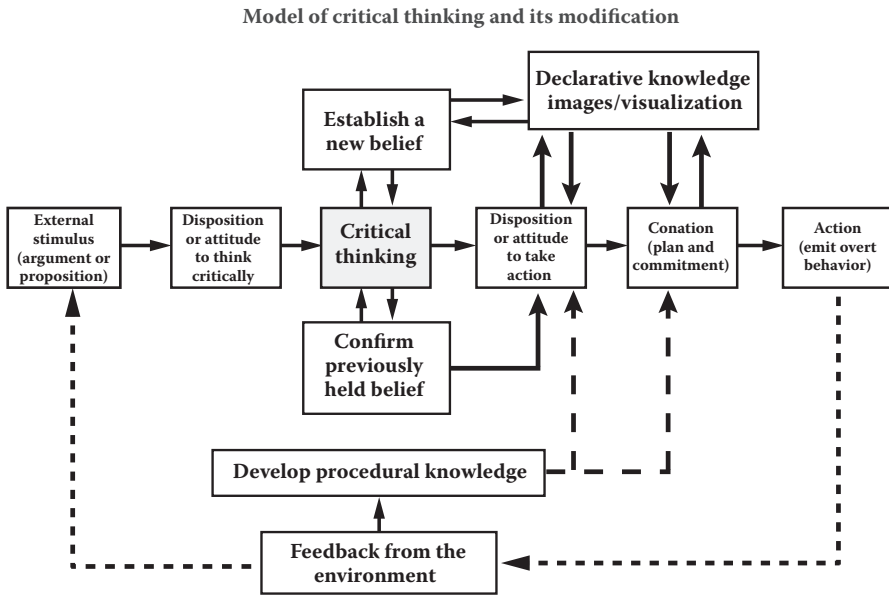 Model of critical thinking and its modification
Declarative knowledge
images/visualization
Establish a
new belief
External
stimulus
(argument or
proposition)
Disposition
or attitude
to think
critically
Critical
thinking
Disposition
or attitude
to take
action
Conation
(plan and
commitment)
Action
(emit overt
behavior)
Confirm
previously
held belief
Develop procedural knowledge
Feedback from the
environment